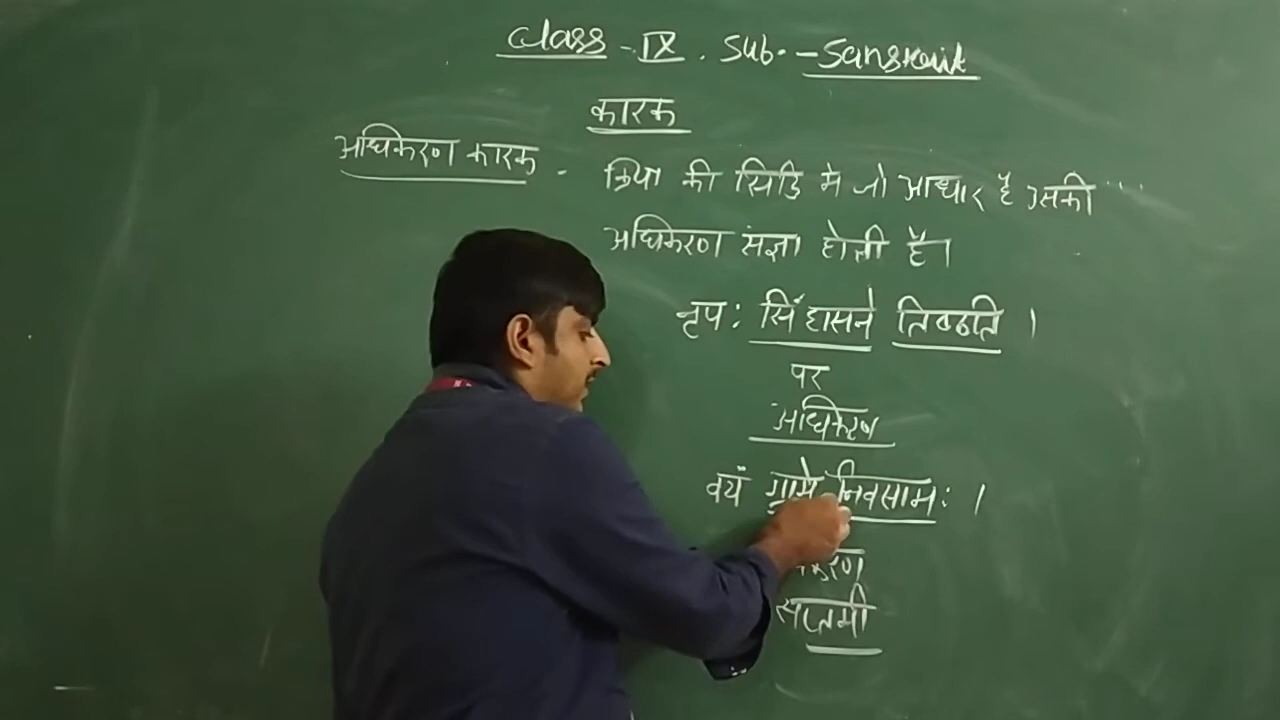 Class - IX . Sub. - Sanskrit
कारक
अधिकरण कारक - क्रिया की सिद्धि मे जो आधार है उसकी
अधिकरण संज्ञा होती है।
नृप: सिंहासने तिष्ठति ।
पर
अधिकरण
वयं ग्रामे निवसाम: ।
सप्तमी